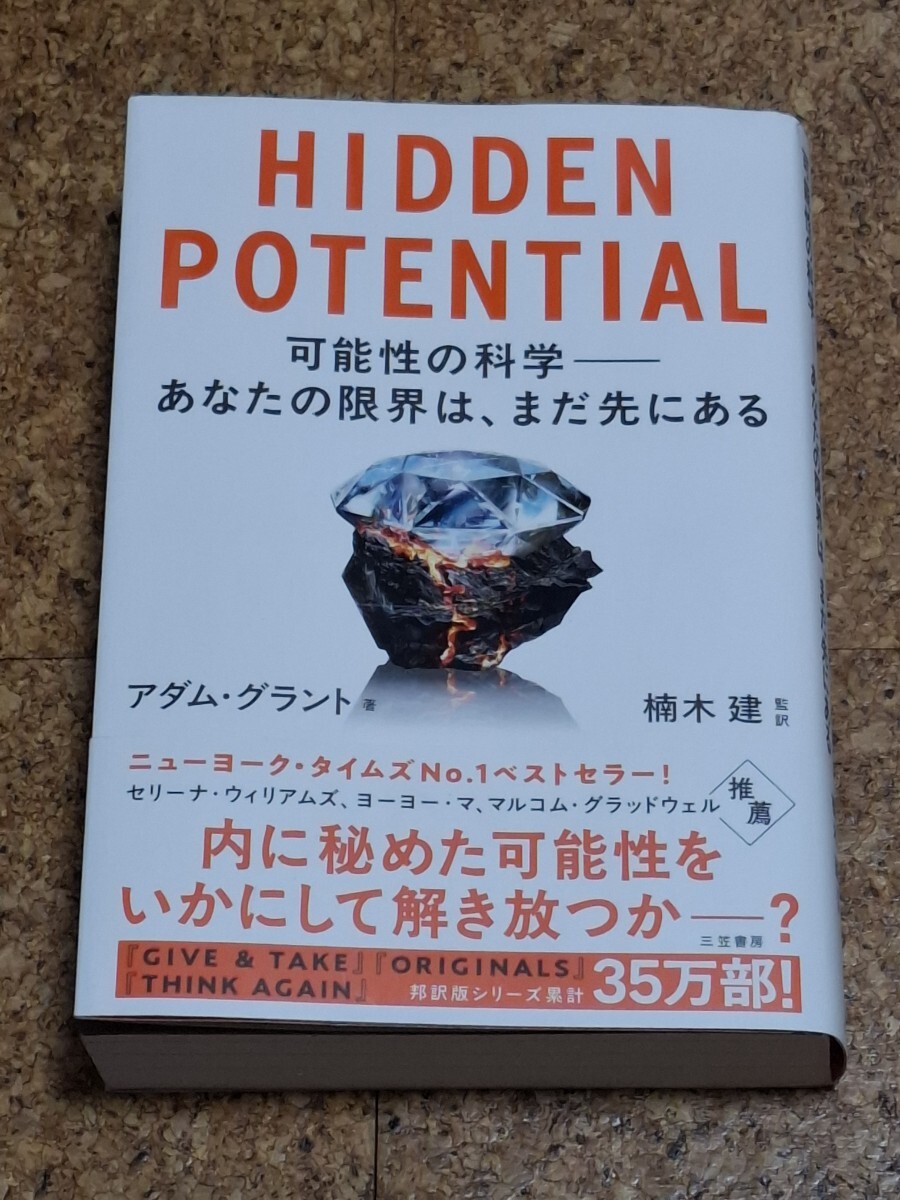 HIDDEN
POTENTIAL
可能性の科学――
あなたの限界は、まだ先にある
アダム・グラント 著
楠木 建 監訳
ニューヨーク・タイムズNo.1ベストセラー!
セリーナ・ウィリアムズ、ヨーヨー・マ、マルコム・グラッドウェル
推薦
内に秘めた可能性を
いかにして解き放つか――?
三笠書房
『GIVE & TAKE』『ORIGINALS』
『THINK AGAIN』 邦訳版シリーズ累計 35万部!